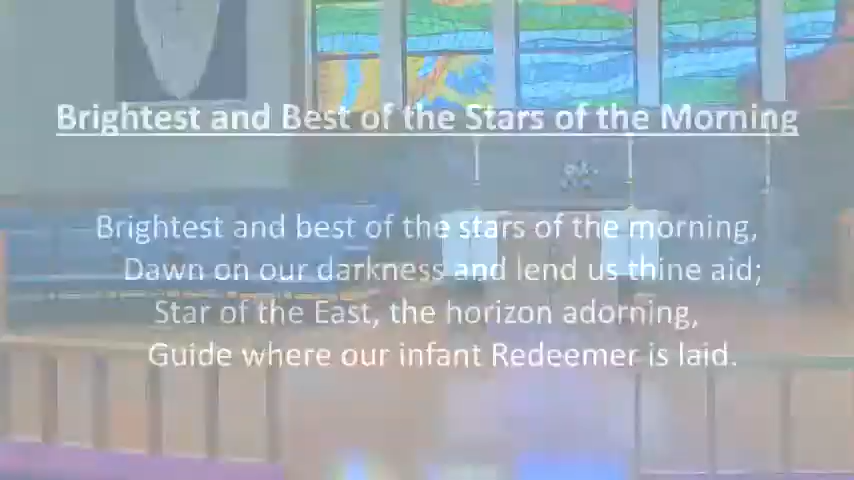 Brightest and Best of the Stars of the Morning
Brightest and best of the stars of the morning,
Dawn on our darkness and lend us thine aid;
Star of the East, the horizon adorning,
Guide where our infant Redeemer is laid.